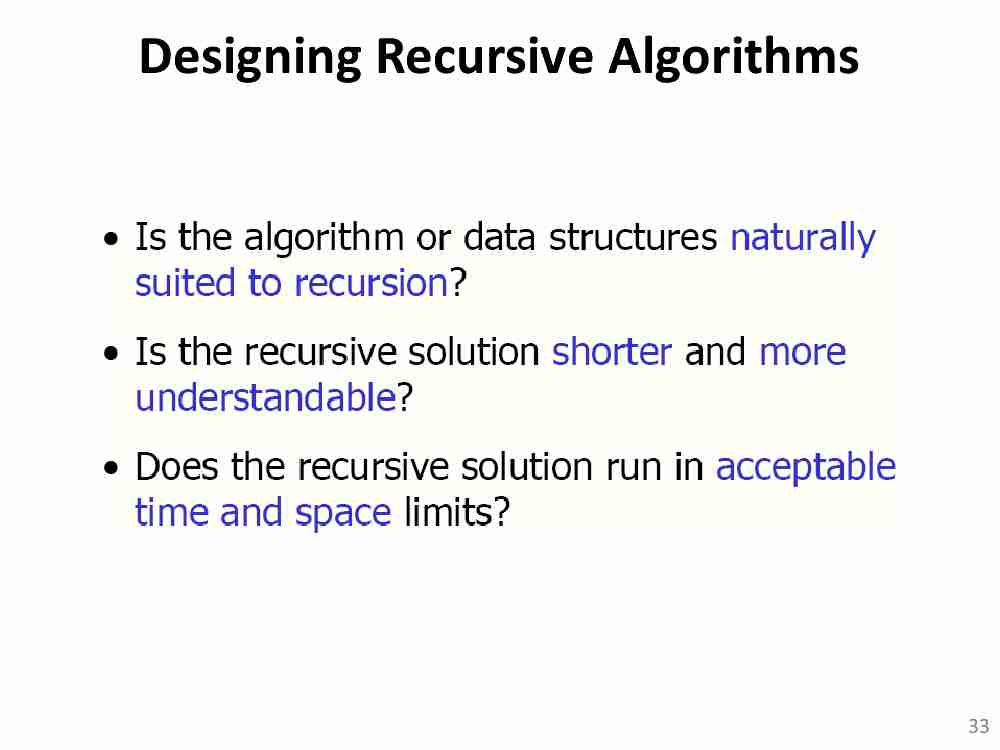 Designing Recursive Algorithms
• Is the algorithm or data structures naturally
suited to recursion?
• Is the recursive solution shorter and more
understandable?
• Does the recursive solution run in acceptable
time and space limits?
33